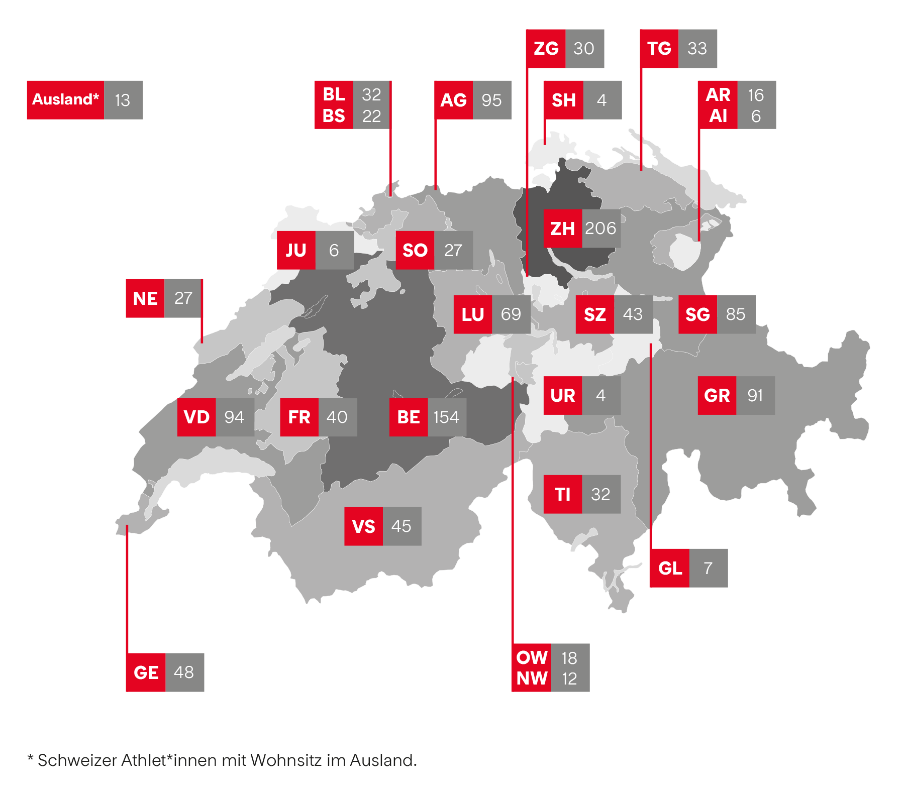 ZG 30
TG 33
Ausland* 13
BL 32
BS 22
AG 95
SH 4
AR 16
AI 6
ZH 206
JU 6
SO 27
NE 27
LU 69
SZ 43
SG 85
UR 4
GR 91
VD 94
FR 40
BE 154
TI 32
VS 45
GL 7
GE 48
OW 18
NW 12
* Schweizer Athlet*innen mit Wohnsitz im Ausland.